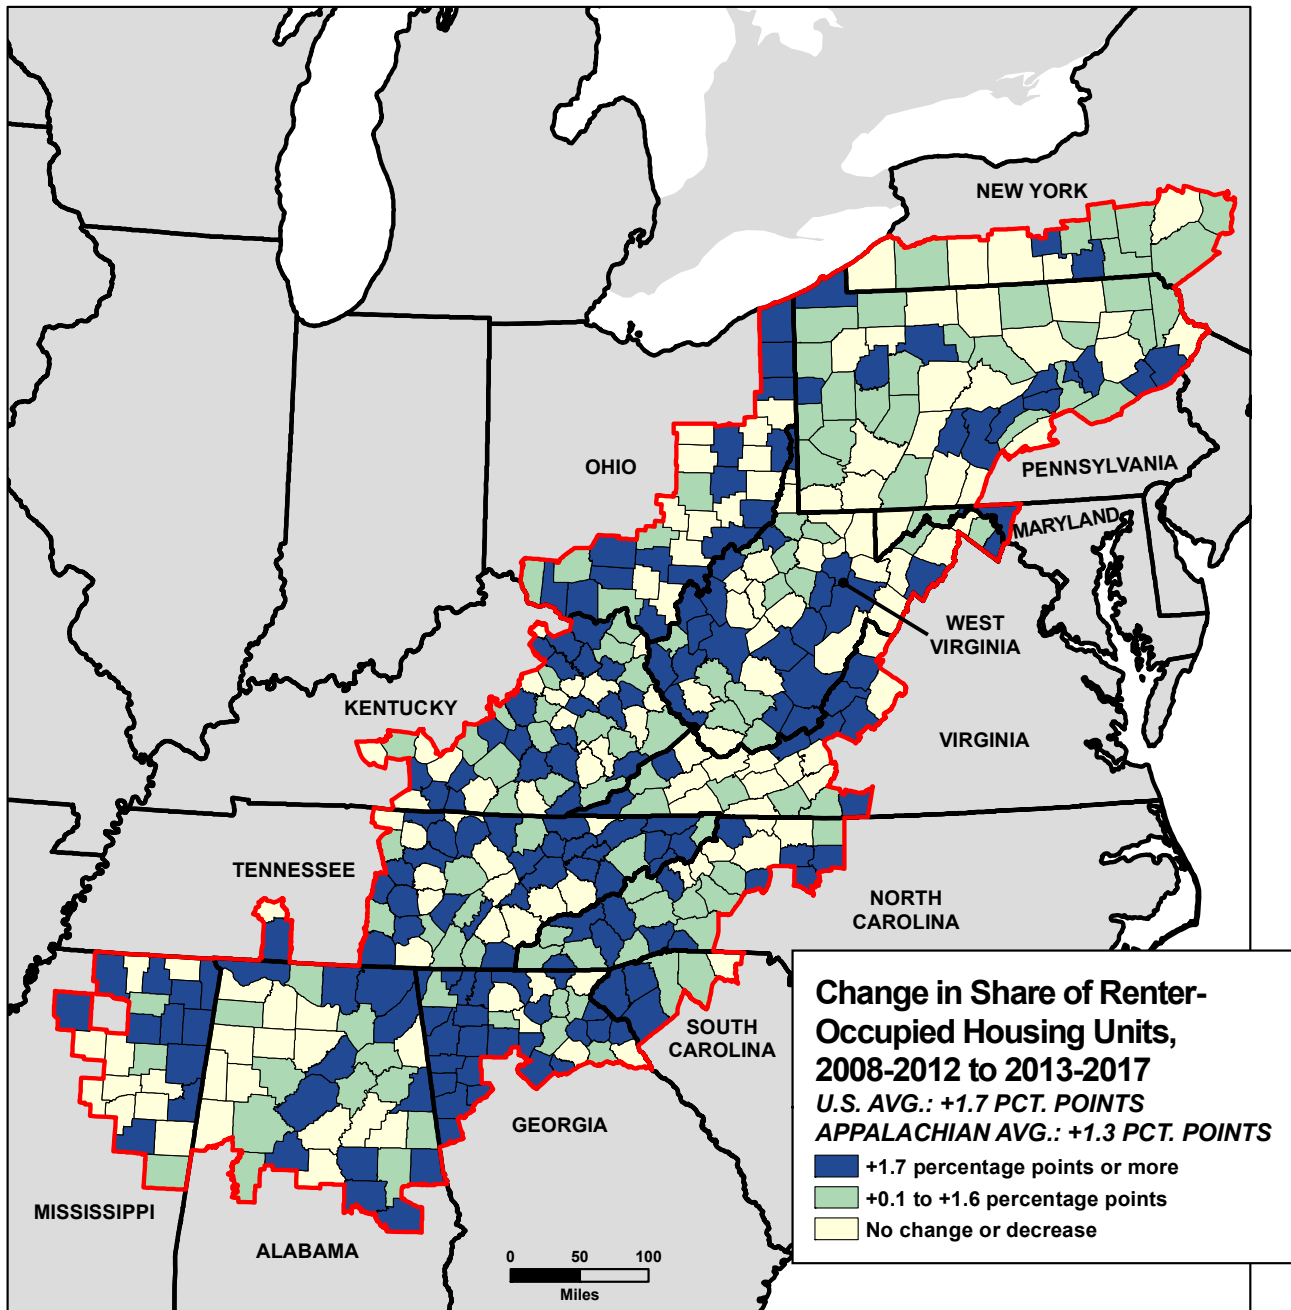 NEW YORK
OHIO
PENNSYLVANIA
MARYLAND
WEST
VIRGINIA
KENTUCKY
VIRGINIA
TENNESSEE
NORTH
CAROLINA
SOUTH
CAROLINA
GEORGIA
MISSISSIPPI
ALABAMA
Change in Share of Renter-
Occupied Housing Units,
2008-2012 to 2013-2017
U.S. AVG.: +1.7 PCT. POINTS
APPALACHIAN AVG.: +1.3 PCT. POINTS
+1.7 percentage points or more
+0.1 to +1.6 percentage points
No change or decrease
0 50 100
Miles